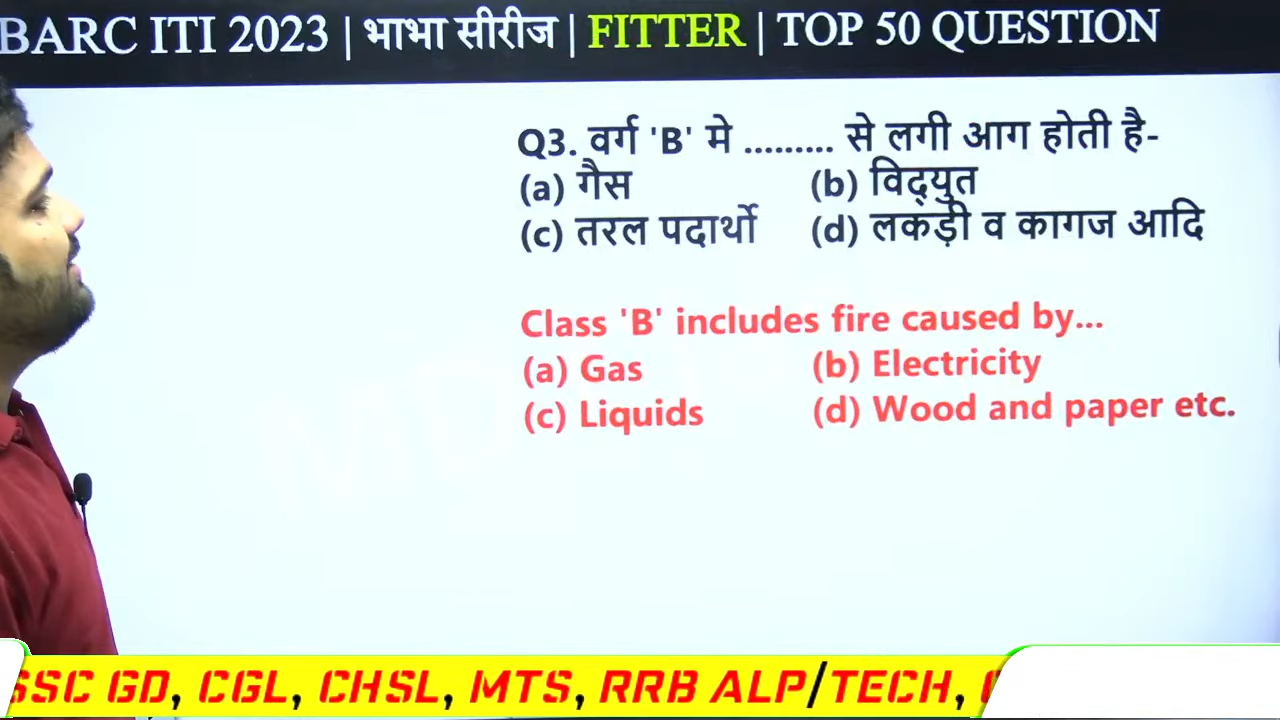 BARC ITI 2023 | भाभा सीरीज | FITTER | TOP 50 QUESTION
Q3. वर्ग 'B' मे ......... से लगी आग होती है-
(a) गैस (b) विद्युत
(c) तरल पदार्थो (d) लकड़ी व कागज आदि
Class 'B' includes fire caused by...
(a) Gas (b) Electricity
(c) Liquids (d) Wood and paper etc.
SSC GD, CGL, CHSL, MTS, RRB ALP/TECH,